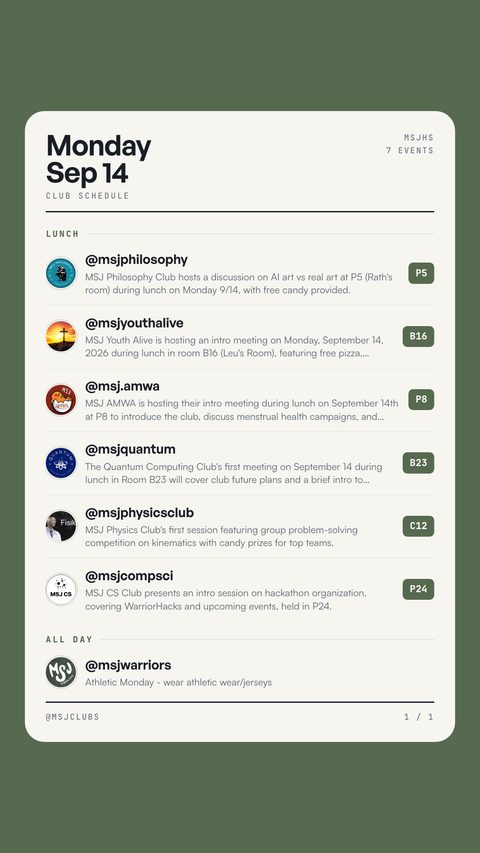 Monday
Sep 14
CLUB SCHEDULE
MSJHS
7 EVENTS
LUNCH
@msjphilosophy
MSJ Philosophy Club hosts a discussion on AI art vs real art at P5 (Rath's
room) during lunch on Monday 9/14, with free candy provided.
P5
@msjyouthalive
MSJ Youth Alive is hosting an intro meeting on Monday, September 14,
2026 during lunch in room B16 (Leu's Room), featuring free pizza,...
B16
@msj.amwa
MSJ AMWA is hosting their intro meeting during lunch on September 14th
at P8 to introduce the club, discuss menstrual health campaigns, and...
P8
QUANTUM
@msjquantum
The Quantum Computing Club's first meeting on September 14 during
lunch in Room B23 will cover club future plans and a brief intro to...
B23
Fisik
@msjphysicsclub
MSJ Physics Club's first session featuring group problem-solving
competition on kinematics with candy prizes for top teams.
C12
MSJ CS
@msjcompsci
MSJ CS Club presents an intro session on hackathon organization,
covering WarriorHacks and upcoming events, held in P24.
P24
ALL DAY
MSJ
@msjwarriors
Athletic Monday - wear athletic wear/jerseys
@MSJCLUBS
1 / 1